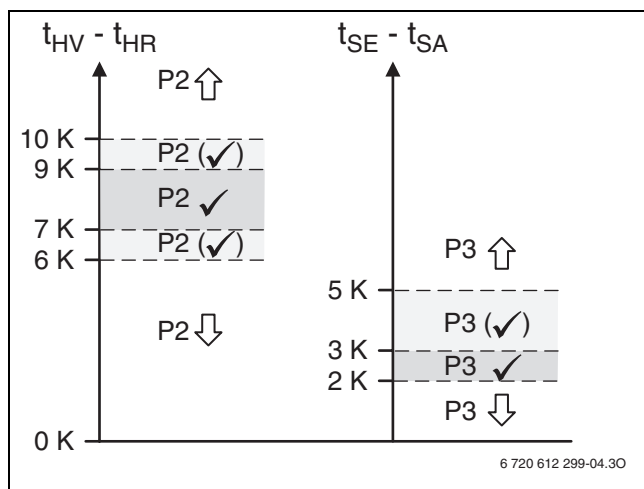 t_HV - t_HR
P2
10 K
P2 (✓)
9 K
P2 ✓
7 K
P2 (✓)
6 K
P2
0 K
t_SE - t_SA
P3
5 K
P3 (✓)
3 K
P3 ✓
2 K
P3
6 720 612 299-04.3O